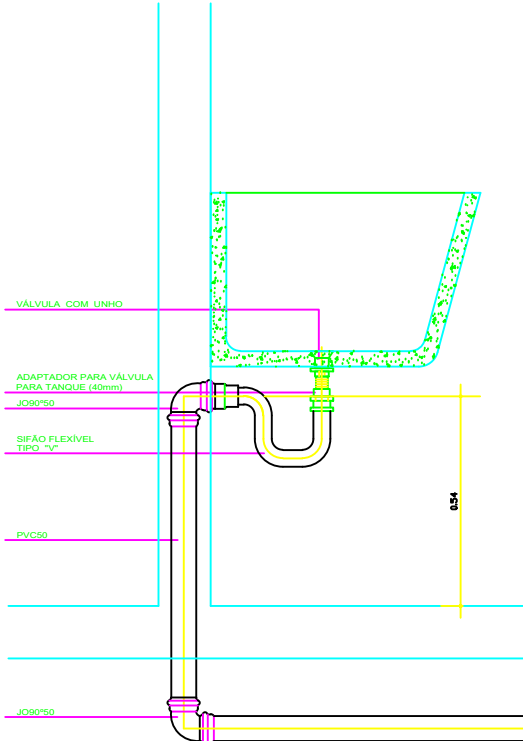 VÁLVULA COM UNHO
ADAPTADOR PARA VÁLVULA
PARA TANQUE (40mm)
JO90°50
SIFÃO FLEXÍVEL
TIPO "V"
0.54
PVC50
JO90°50